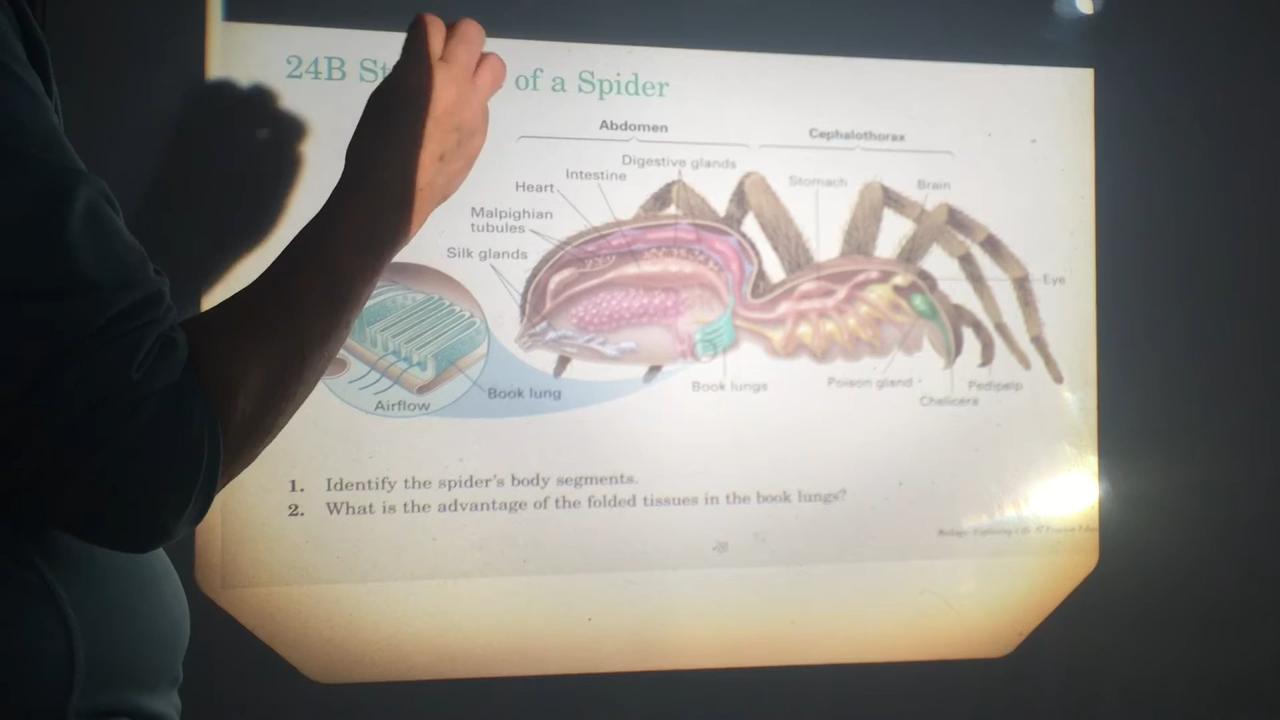 24B St of a Spider
Abdomen
Cephalothorax
Digestive glands
Intestine
Stomach
Brain
Heart
Malpighian
tubules
Silk glands
Eye
Book lung
Book lungs
Poison gland
Pedipalp
Chelicera
Airflow
1. Identify the spider's body segments.
2. What is the advantage of the folded tissues in the book lungs?